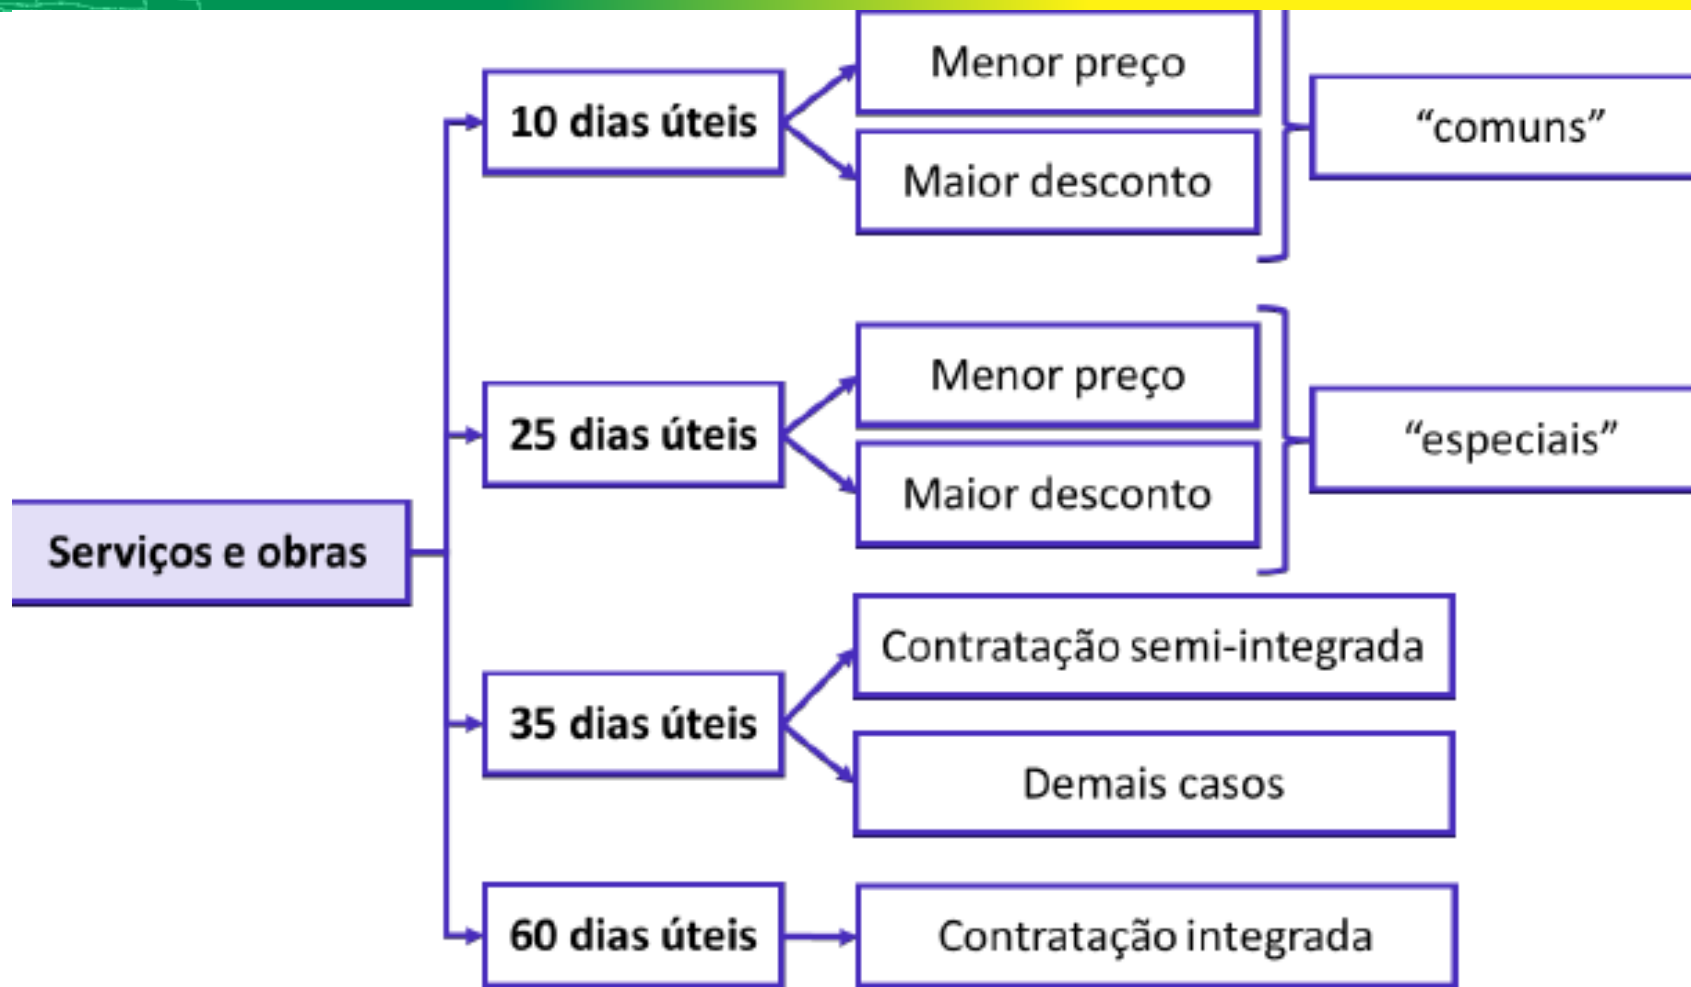 Menor preço
10 dias úteis
“comuns”
Maior desconto
Menor preço
25 dias úteis
“especiais”
Maior desconto
Serviços e obras
Contratação semi-integrada
35 dias úteis
Demais casos
60 dias úteis
Contratação integrada